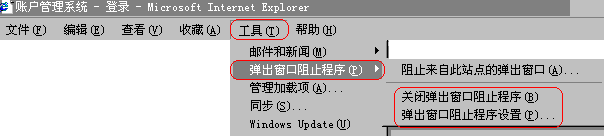 账户管理系统 - 登录 - Microsoft Internet Explorer
文件(F) 编辑(E) 查看(V) 收藏(A) 工具(T) 帮助(H)
邮件和新闻(M)
弹出窗口阻止程序(P)
管理加载项(A)...
同步(S)...
Windows Update(U)
阻止来自此站点的弹出窗口(A)...
关闭弹出窗口阻止程序(B)
弹出窗口阻止程序设置(P)...